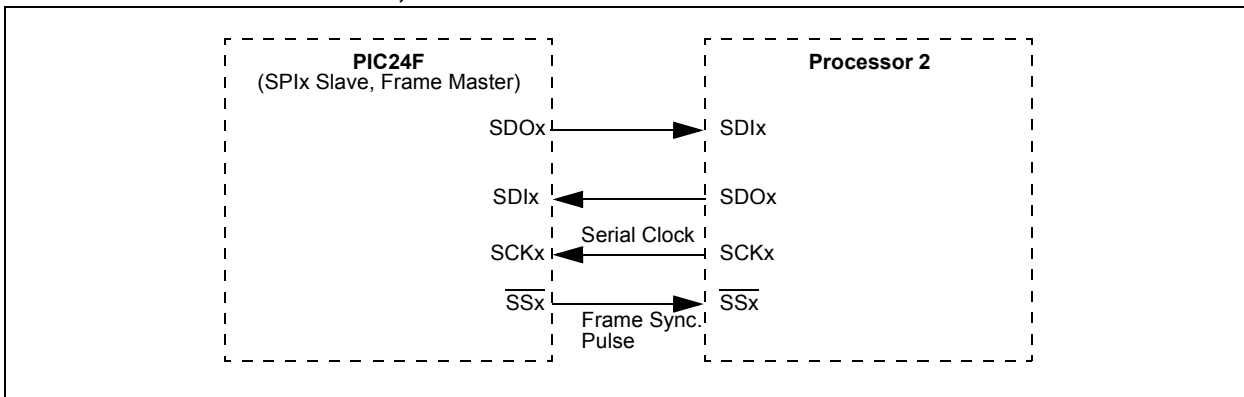 PIC24F
(SPIx Slave, Frame Master)
Processor 2
SDOx
SDIx
SDIx
SDOx
Serial Clock
SCKx
SCKx
SSx
SSx
Frame Sync.
Pulse